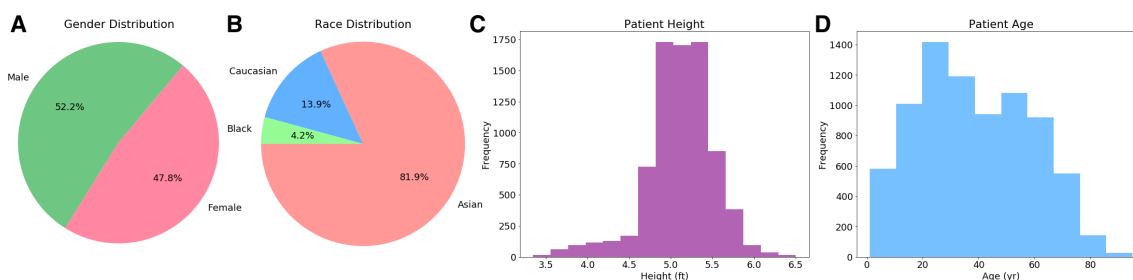 A
Gender Distribution
Male
52.2%
47.8%
Female
B
Race Distribution
Caucasian
13.9%
Black
4.2%
81.9%
Asian
C
Patient Height
Frequency
1750
1500
1250
1000
750
500
250
0
3.5 4.0 4.5 5.0 5.5 6.0 6.5
Height (ft)
D
Patient Age
Frequency
1400
1200
1000
800
600
400
200
0
0 20 40 60 80
Age (yr)